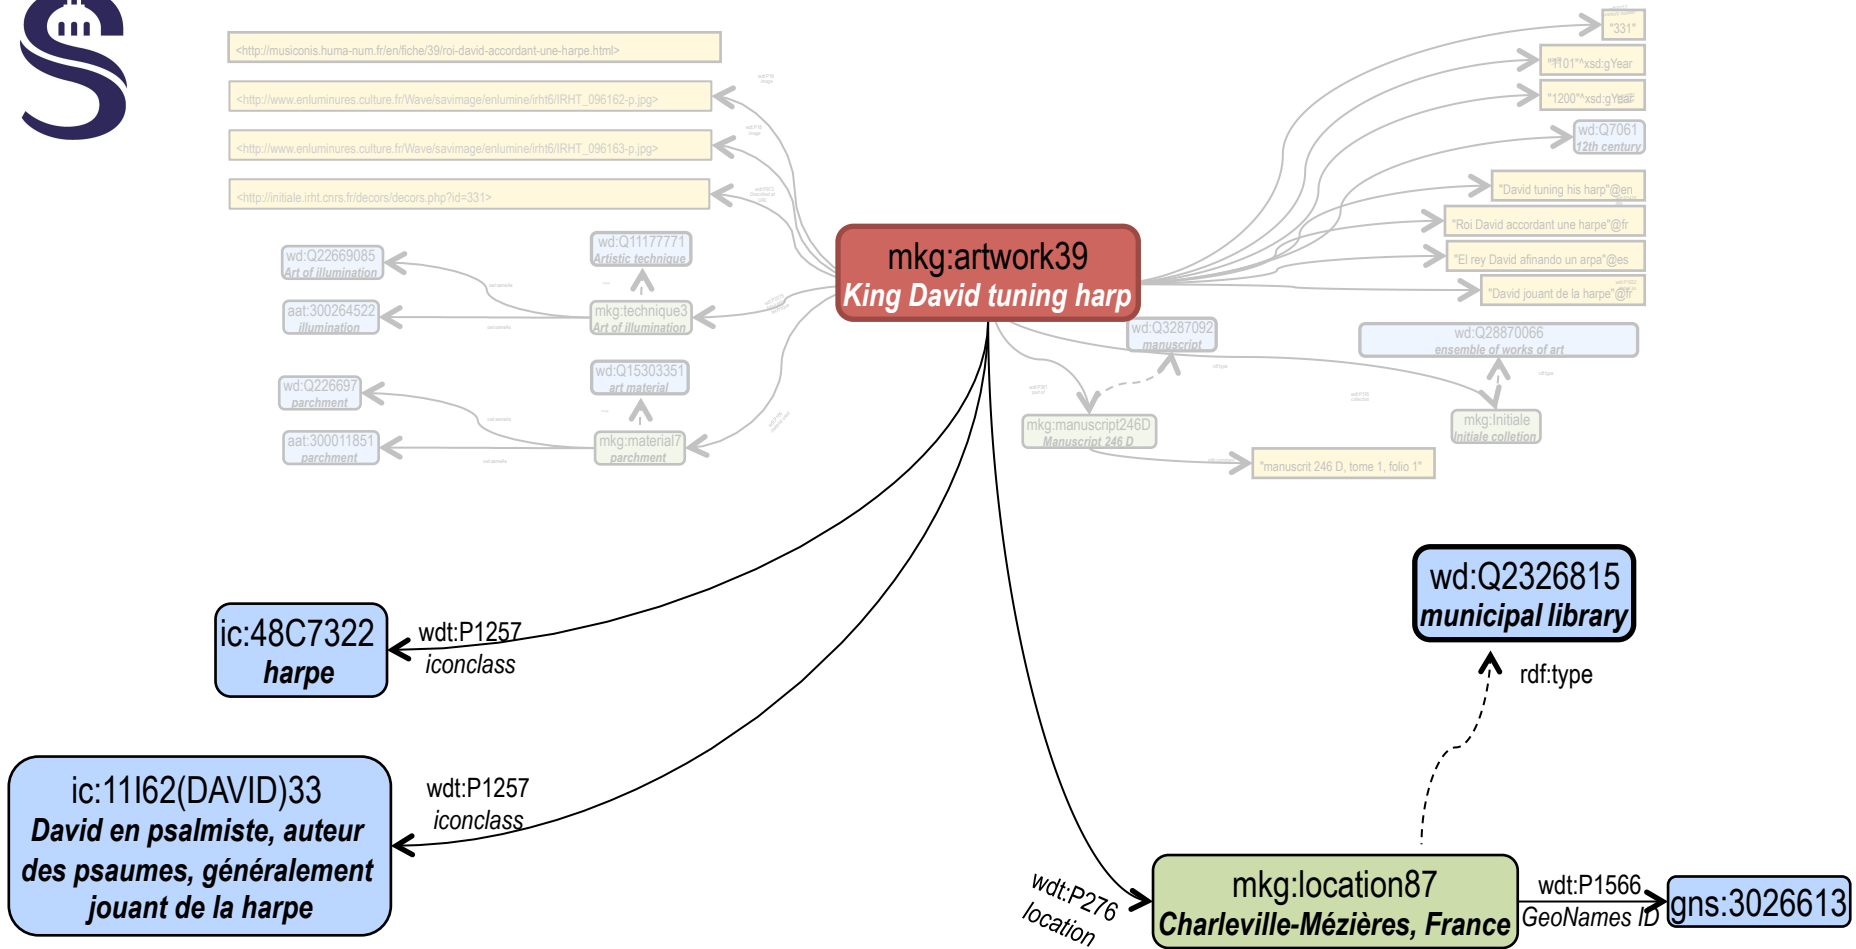 <http://musiconis.huma-num.fr/en/fiche/39/roi-david-accordant-une-harpe.html>
<http://www.enluminures.culture.fr/Wave/savimage/enlumine/irht6/IRHT_096162-p.jpg>
<http://www.enluminures.culture.fr/Wave/savimage/enlumine/irht6/IRHT_096163-p.jpg>
<http://initiale.irht.cnrs.fr/decors/decors.php?id=331>
"331"
"1101"^xsd:gYear
"1200"^xsd:gYear
wd:Q7061
12th century
"David tuning his harp"@en
"Roi David accordant une harpe"@fr
"El rey David afinando un arpa"@es
"David jouant de la harpe"@fr
mkg:artwork39
King David tuning harp
wd:Q22669085
Art of illumination
wd:Q11177771
Artistic technique
aat:300264522
illumination
mkg:technique3
Art of illumination
wd:Q226697
parchment
wd:Q15303351
art material
aat:300011851
parchment
mkg:material7
parchment
wd:Q3287092
manuscript
rdf:type
wd:Q28870066
ensemble of works of art
rdf:type
mkg:manuscript246D
Manuscript 246 D
mkg:Initiale
Initiale colletion
"manuscrit 246 D, tome 1, folio 1"
ic:48C7322
harpe
wdt:P1257
iconclass
ic:11I62(DAVID)33
David en psalmiste, auteur
des psaumes, généralement
jouant de la harpe
wdt:P1257
iconclass
wd:Q2326815
municipal library
rdf:type
wdt:P276
location
mkg:location87
Charleville-Mézières, France
wdt:P1566
GeoNames ID
gns:3026613